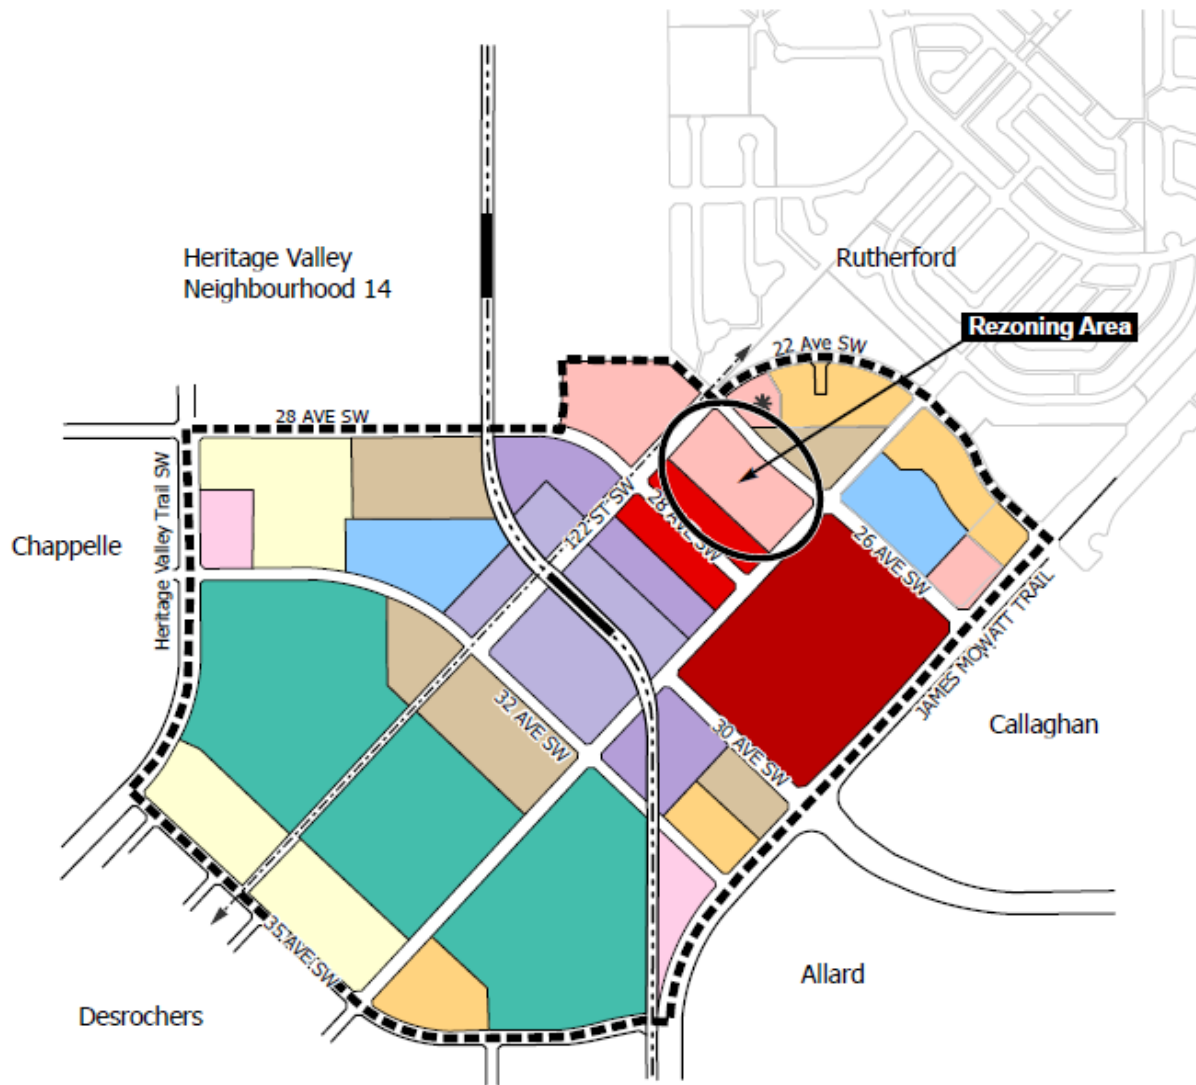 Heritage Valley
Neighbourhood 14
Rutherford
Rezoning Area
22 Ave SW
28 AVE SW
Heritage Valley Trail SW
122 ST SW
28 AVE SW
26 AVE SW
Chappelle
JAMES MOWATT TRAIL
32 AVE SW
30 AVE SW
Callaghan
35 AVE SW
Allard
Desrochers